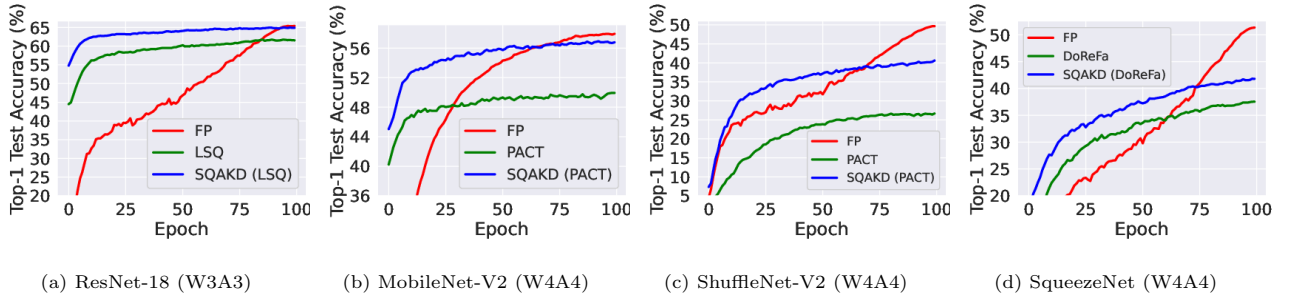 Top-1 Test Accuracy (%)
65
60
55
50
45
40
35
30
25
20
FP
LSQ
SQAKD (LSQ)
0 25 50 75 100
Epoch
(a) ResNet-18 (W3A3)
Top-1 Test Accuracy (%)
56
52
48
44
40
36
FP
PACT
SQAKD (PACT)
0 25 50 75 100
Epoch
(b) MobileNet-V2 (W4A4)
Top-1 Test Accuracy (%)
50
45
40
35
30
25
20
15
10
5
FP
PACT
SQAKD (PACT)
0 25 50 75 100
Epoch
(c) ShuffleNet-V2 (W4A4)
Top-1 Test Accuracy (%)
50
45
40
35
30
25
20
FP
DoReFa
SQAKD (DoReFa)
0 25 50 75 100
Epoch
(d) SqueezeNet (W4A4)